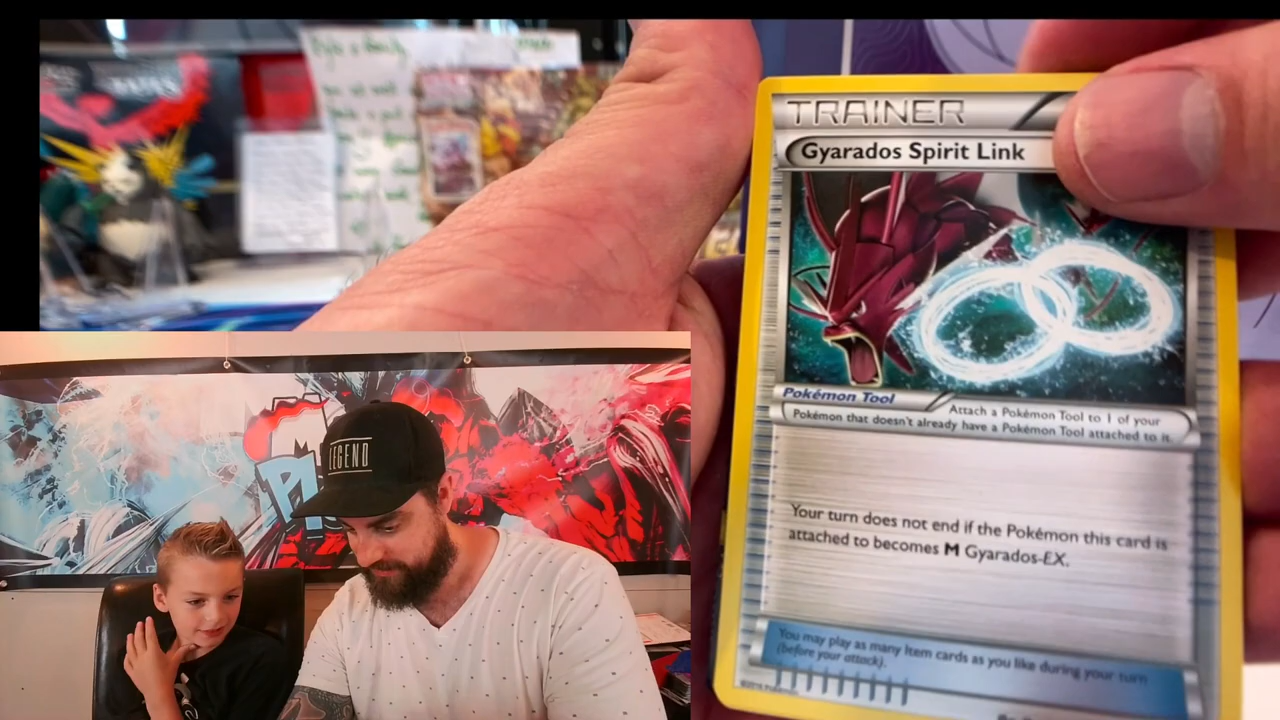 TRAINER
Gyarados Spirit Link
Pokémon Tool
Attach a Pokémon Tool to 1 of your
Pokémon that doesn't already have a Pokémon Tool attached to it.
Your turn does not end if the Pokémon this card is
attached to becomes M Gyarados-EX.
You may play as many Item cards as you like during your turn
(before your attack).
©2016 Pokémon
LEGEND